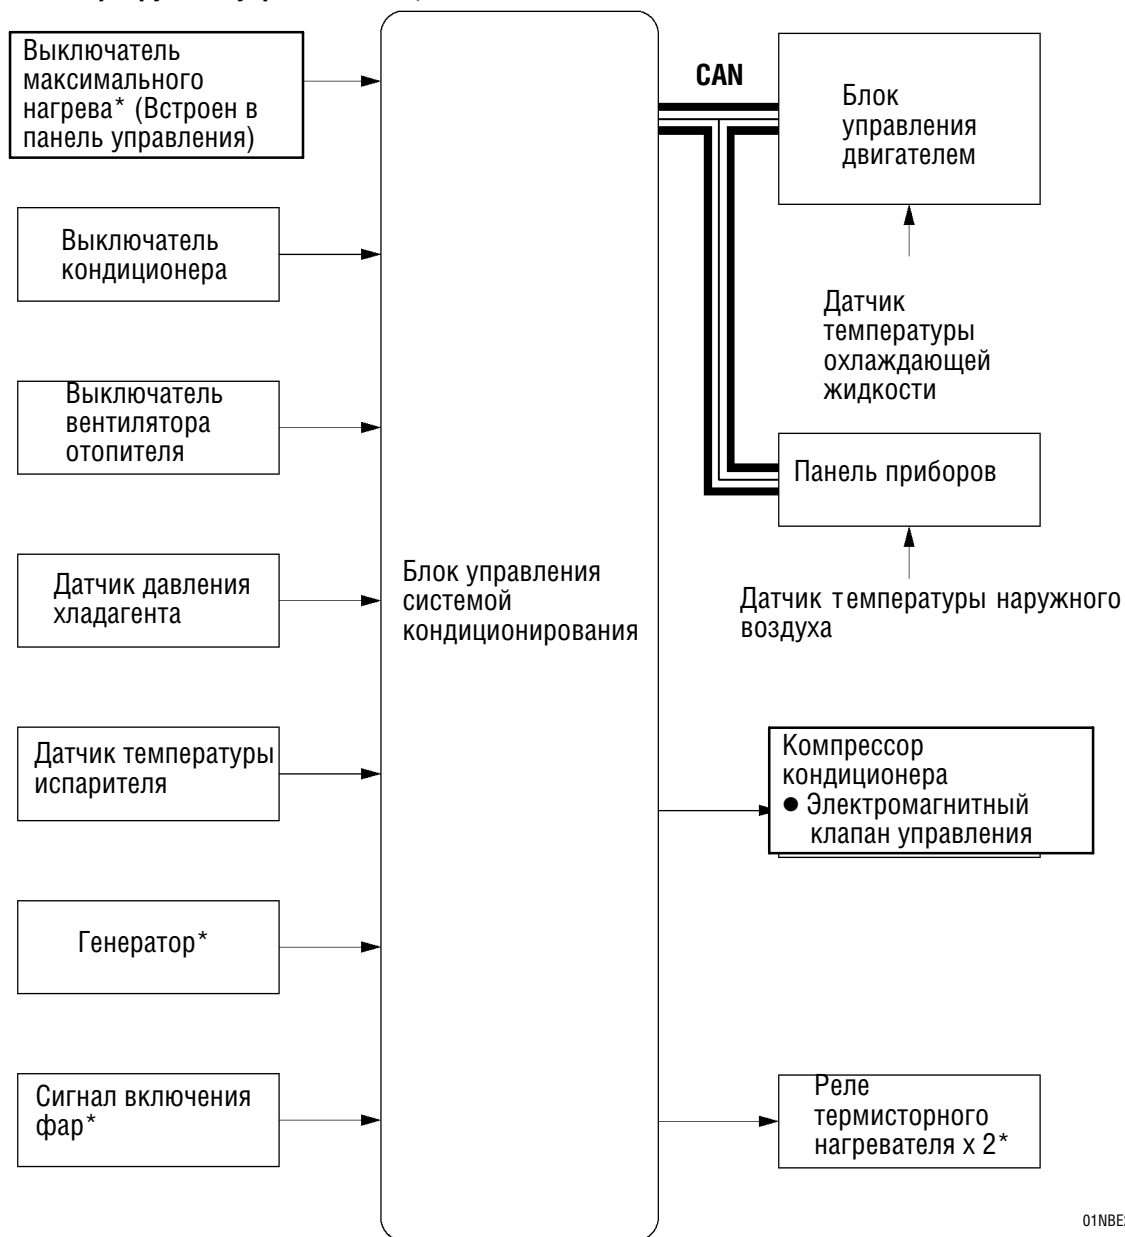 Выключатель
максимального
нагрева* (Встроен в
панель управления)
Выключатель
кондиционера
Выключатель
вентилятора
отопителя
Датчик давления
хладагента
Датчик температуры
испарителя
Генератор*
Сигнал включения
фар*
Блок управления
системой
кондиционирования
CAN
Блок
управления
двигателем
Датчик
температуры
охлаждающей
жидкости
Панель приборов
Датчик температуры наружного
воздуха
Компрессор
кондиционера
● Электромагнитный
клапан управления
Реле
термисторного
нагревателя x 2*